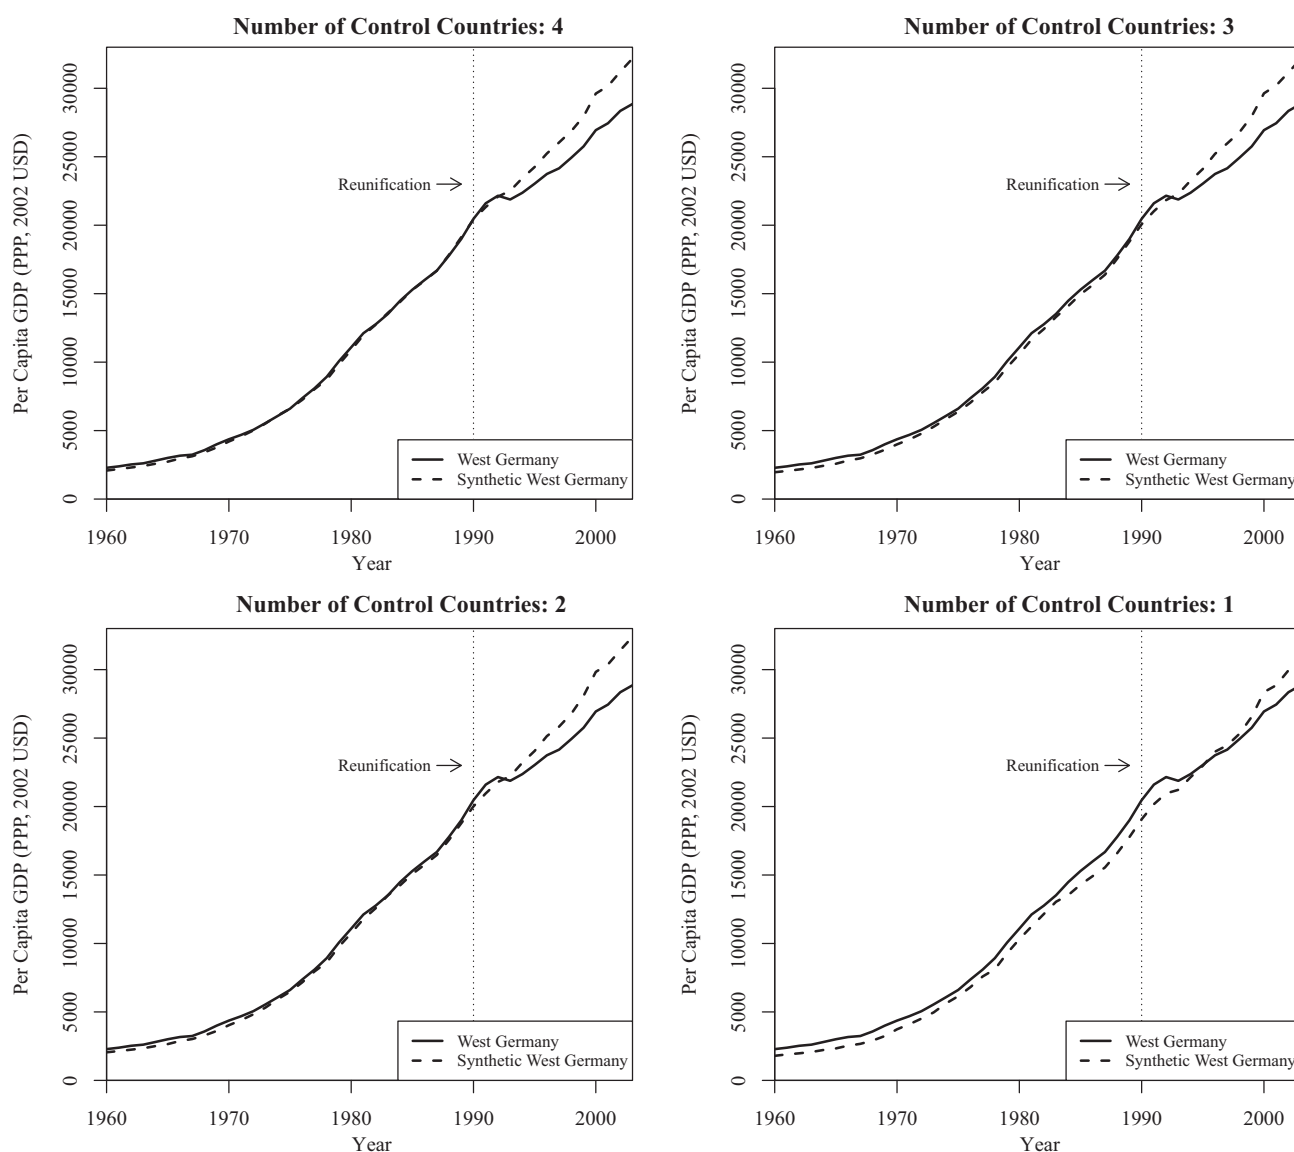 Number of Control Countries: 4
Per Capita GDP (PPP, 2002 USD)
30000
25000
20000
15000
10000
5000
0
Reunification
West Germany
Synthetic West Germany
1960 1970 1980 1990 2000
Year
Number of Control Countries: 3
Per Capita GDP (PPP, 2002 USD)
30000
25000
20000
15000
10000
5000
0
Reunification
West Germany
Synthetic West Germany
1960 1970 1980 1990 2000
Year
Number of Control Countries: 2
Per Capita GDP (PPP, 2002 USD)
30000
25000
20000
15000
10000
5000
0
Reunification
West Germany
Synthetic West Germany
1960 1970 1980 1990 2000
Year
Number of Control Countries: 1
Per Capita GDP (PPP, 2002 USD)
30000
25000
20000
15000
10000
5000
0
Reunification
West Germany
Synthetic West Germany
1960 1970 1980 1990 2000
Year